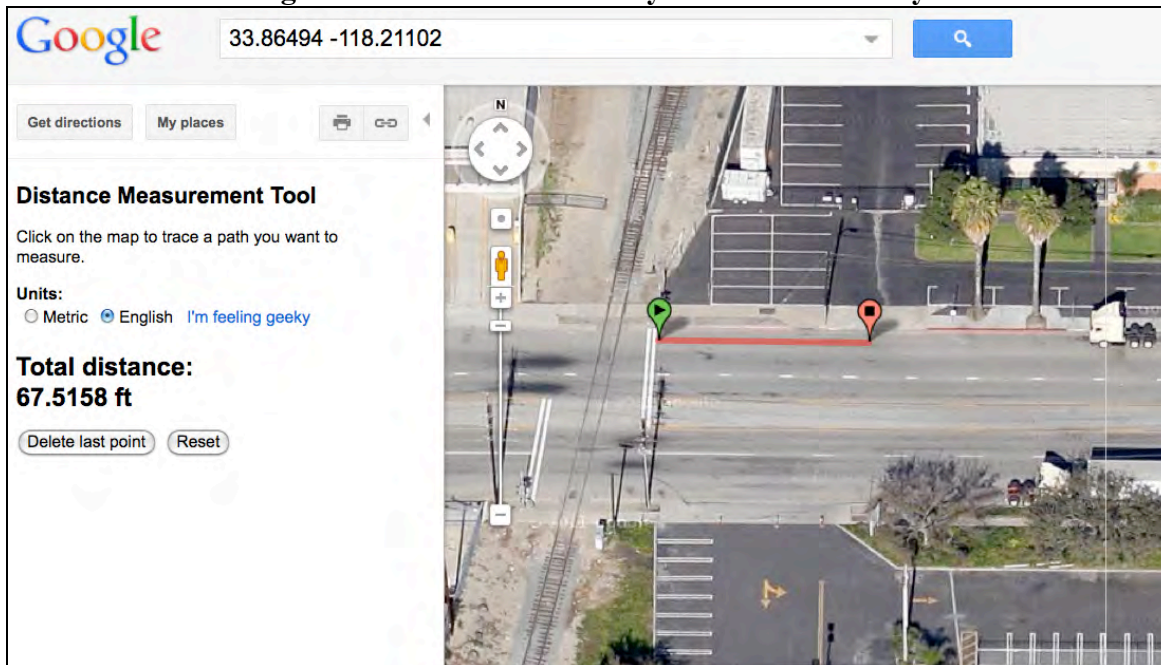 Google
33.86494 -118.21102
Get directions
My places
Distance Measurement Tool
Click on the map to trace a path you want to
measure.
Units:
Metric English I'm feeling geeky
Total distance:
67.5158 ft
Delete last point Reset
N